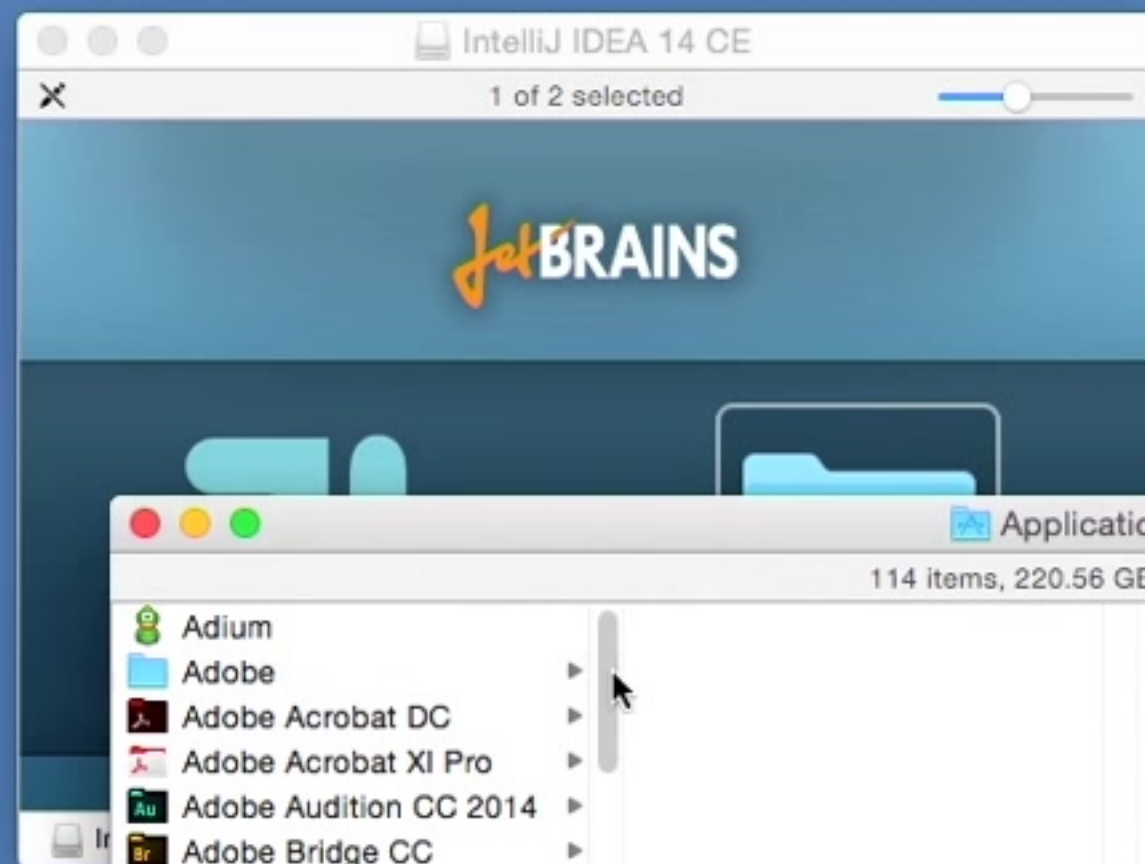 IntelliJ IDEA 14 CE
1 of 2 selected
JetBRAINS
Applicatio
114 items, 220.56 GB
Adium
Adobe
Adobe Acrobat DC
Adobe Acrobat XI Pro
Adobe Audition CC 2014
Au
Adobe Bridge CC
Br